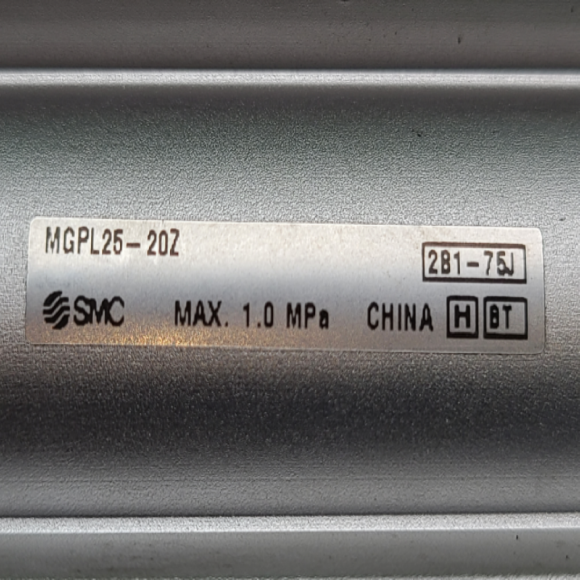 MGPL25-20Z
2B1-75J
SMC MAX. 1.0 MPa CHINA H BT